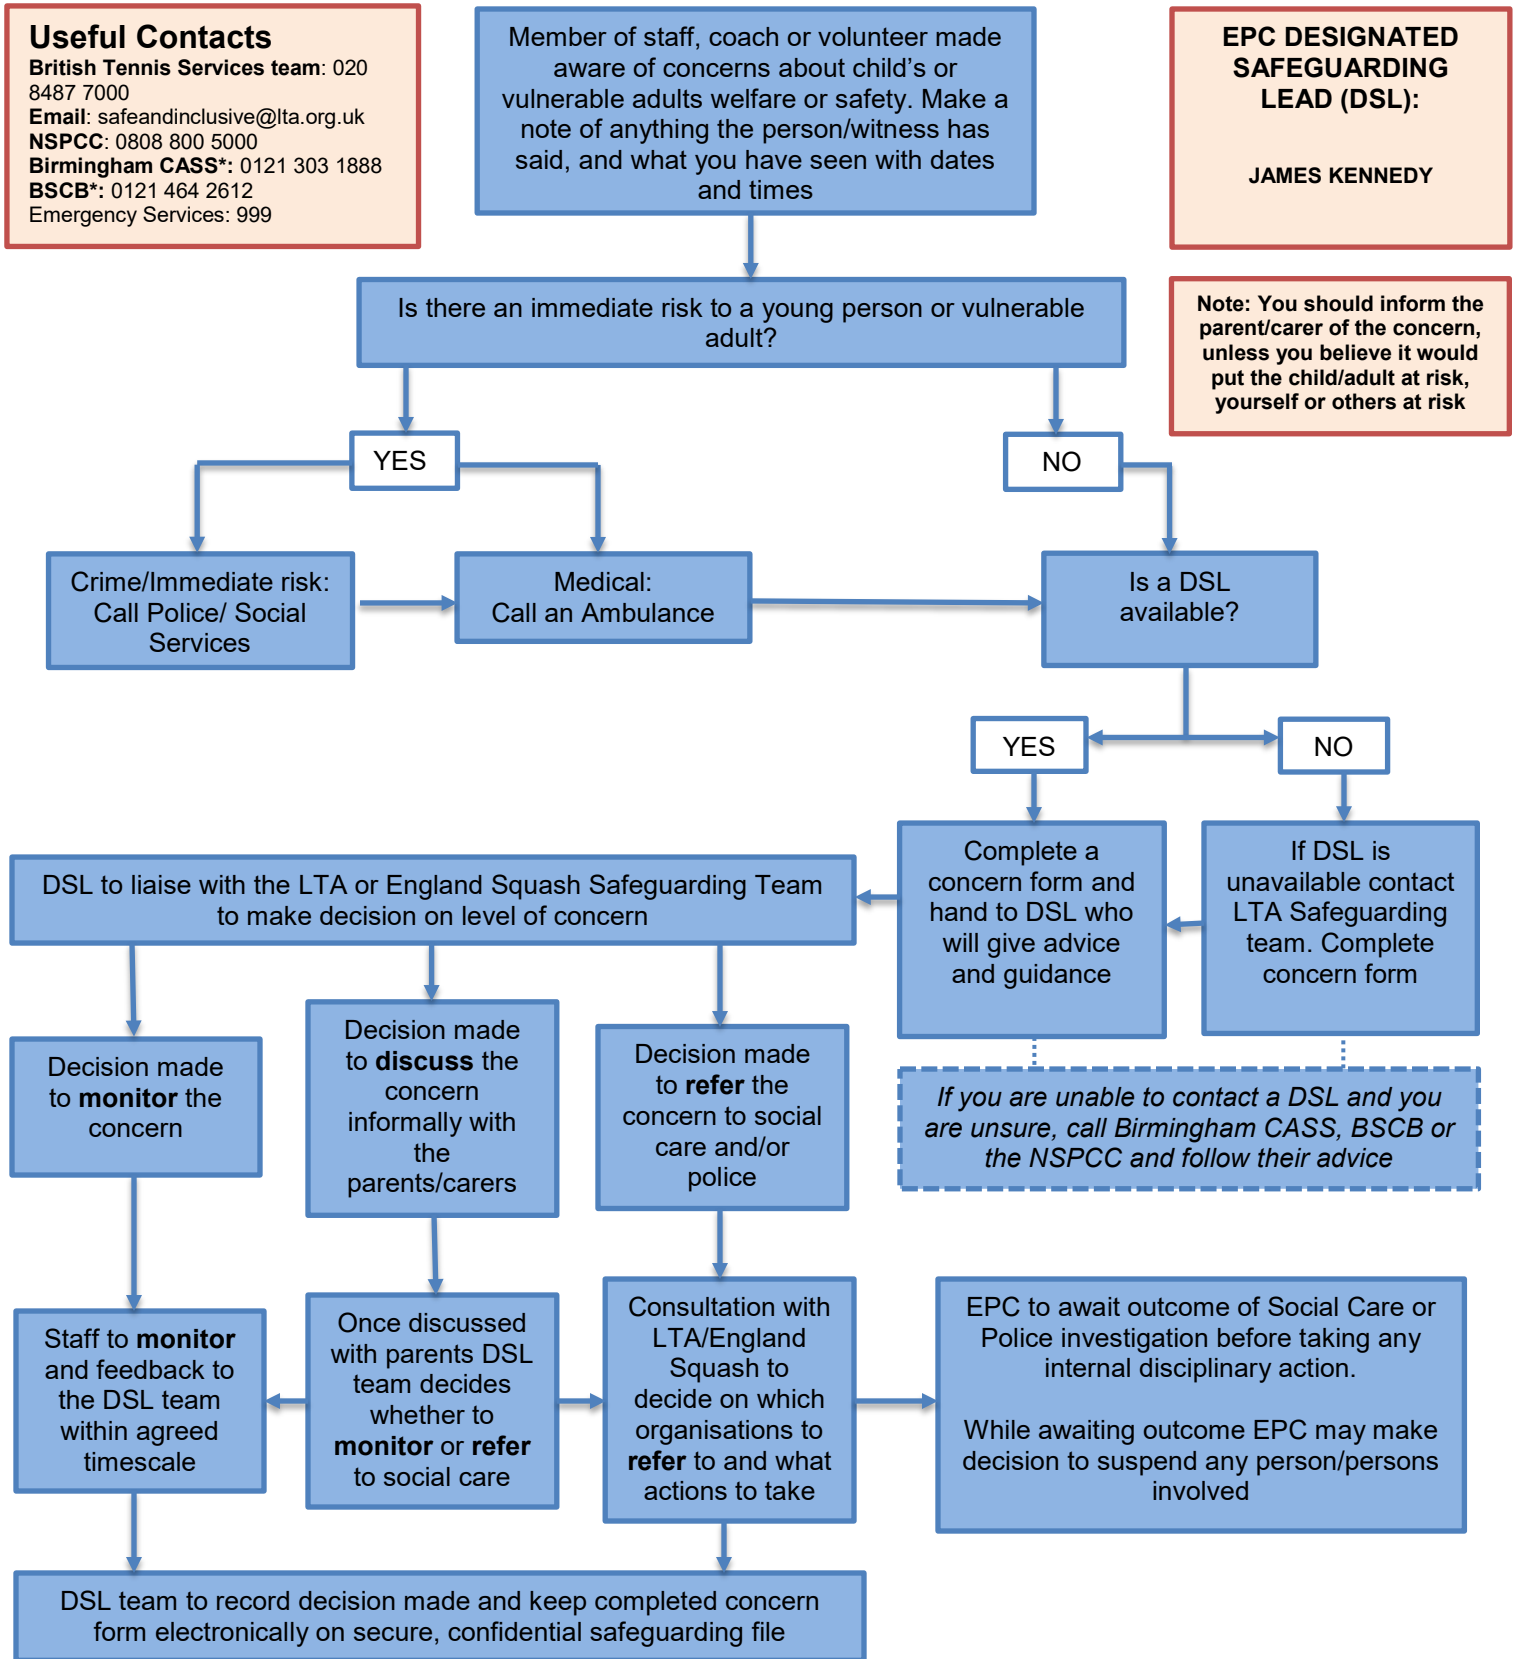 Useful Contacts
British Tennis Services team: 020
8487 7000
Email: safeandinclusive@lta.org.uk
NSPCC: 0808 800 5000
Birmingham CASS*: 0121 303 1888
BSCB*: 0121 464 2612
Emergency Services: 999
Member of staff, coach or volunteer made
aware of concerns about child’s or
vulnerable adults welfare or safety. Make a
note of anything the person/witness has
said, and what you have seen with dates
and times
EPC DESIGNATED
SAFEGUARDING
LEAD (DSL):
JAMES KENNEDY
Is there an immediate risk to a young person or vulnerable
adult?
Note: You should inform the
parent/carer of the concern,
unless you believe it would
put the child/adult at risk,
yourself or others at risk
YES
NO
Crime/Immediate risk:
Call Police/ Social
Services
Medical:
Call an Ambulance
Is a DSL
available?
YES
NO
Complete a
concern form and
hand to DSL who
will give advice
and guidance
If DSL is
unavailable contact
LTA Safeguarding
team. Complete
concern form
DSL to liaise with the LTA or England Squash Safeguarding Team
to make decision on level of concern
Decision made
to monitor the
concern
Decision made
to discuss the
concern
informally with
the
parents/carers
Decision made
to refer the
concern to social
care and/or
police
If you are unable to contact a DSL and you
are unsure, call Birmingham CASS, BSCB or
the NSPCC and follow their advice
Staff to monitor
and feedback to
the DSL team
within agreed
timescale
Once discussed
with parents DSL
team decides
whether to
monitor or refer
to social care
Consultation with
LTA/England
Squash to
decide on which
organisations to
refer to and what
actions to take
EPC to await outcome of Social Care or
Police investigation before taking any
internal disciplinary action.
While awaiting outcome EPC may make
decision to suspend any person/persons
involved
DSL team to record decision made and keep completed concern
form electronically on secure, confidential safeguarding file